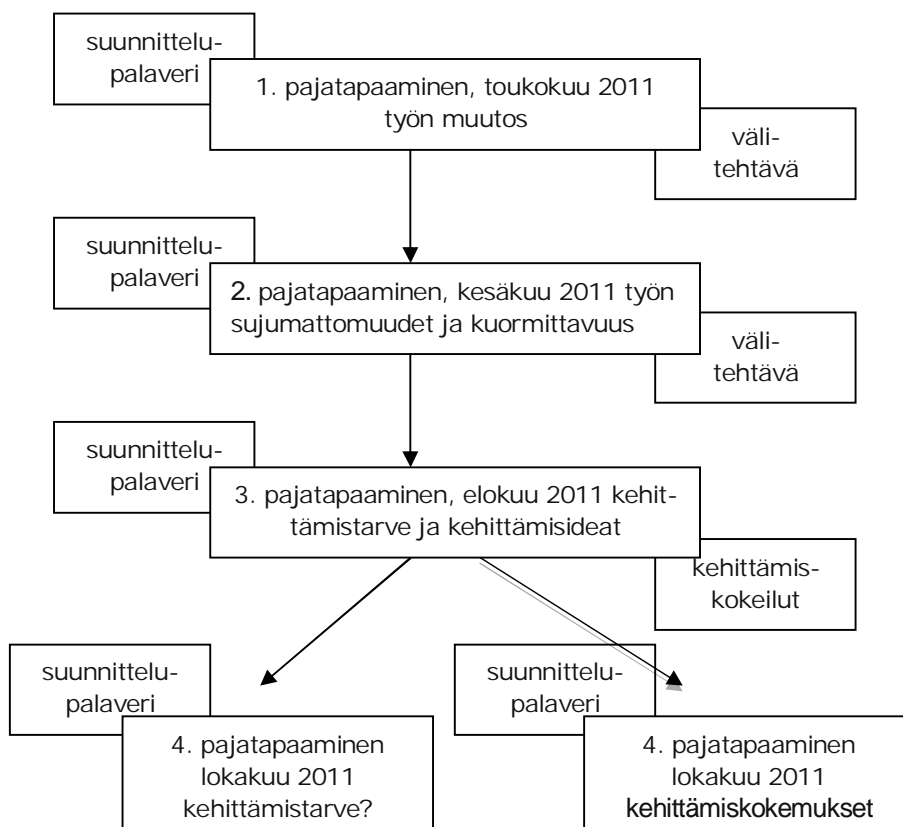 suunnittelu-
palaveri
1. pajatapaaminen, toukokuu 2011
työn muutos
väli-
tehtävä
suunnittelu-
palaveri
2. pajatapaaminen, kesäkuu 2011 työn
sujumattomuudet ja kuormittavuus
väli-
tehtävä
suunnittelu-
palaveri
3. pajatapaaminen, elokuu 2011 kehit-
tämistarve ja kehittämisideat
kehittämis-
kokeilut
suunnittelu-
palaveri
4. pajatapaaminen
lokakuu 2011
kehittämistarve?
suunnittelu-
palaveri
4. pajatapaaminen
lokakuu 2011
kehittämiskokemukset